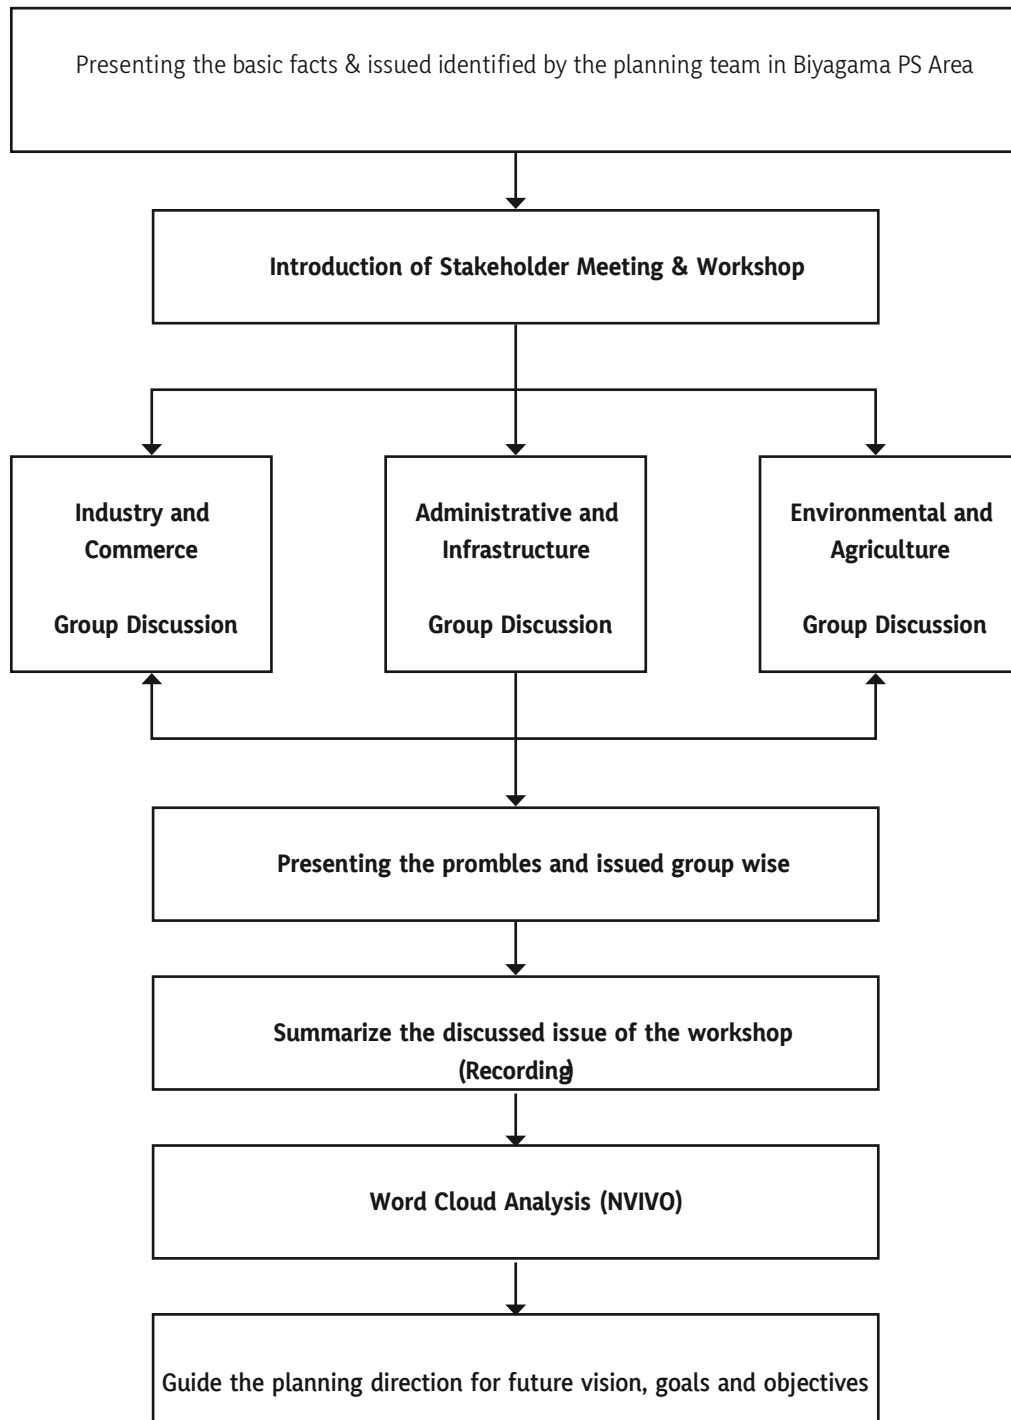 Presenting the basic facts & issued identified by the planning team in Biyagama PS Area
Introduction of Stakeholder Meeting & Workshop
Industry and
Commerce
Group Discussion
Administrative and
Infrastructure
Group Discussion
Environmental and
Agriculture
Group Discussion
Presenting the prombles and issued group wise
Summarize the discussed issue of the workshop
(Recording)
Word Cloud Analysis (NVIVO)
Guide the planning direction for future vision, goals and objectives